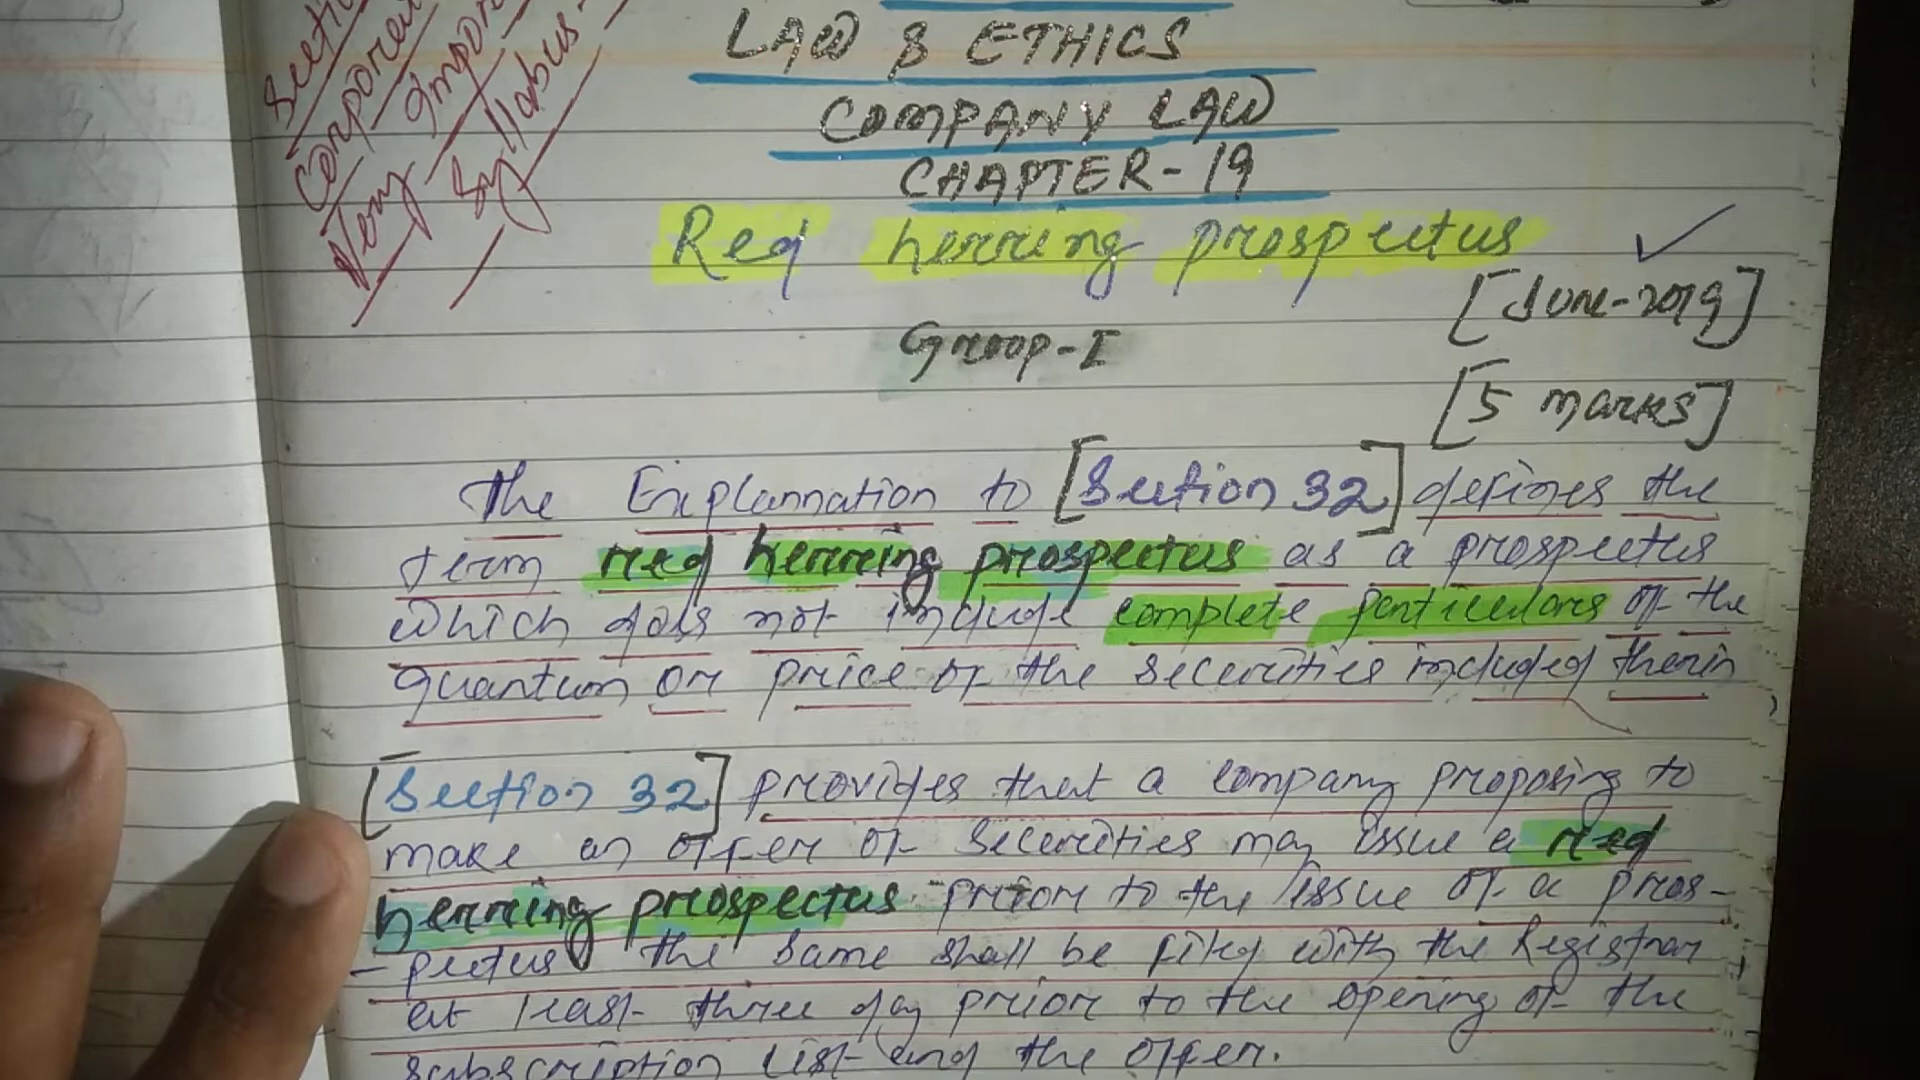 LAW & ETHICS
COMPANY LAW
CHAPTER-19
Red herring prospectus
[June-2019]
Group-I
[5 marks]
Very
Syllabus
the Explannation to [Section 32] defines the
term red herring prospectus as a prospectus
which does not include complete particulars of the
quantum or price of the securities included therin
[Section 32] provides that a company proposing to
make an offer of securities may issue a red
herring prospectus prior to the issue of a pros-
-pectus the same shall be filed with the Registrar
at least three day prior to the opening of the
subscription list and the offer.